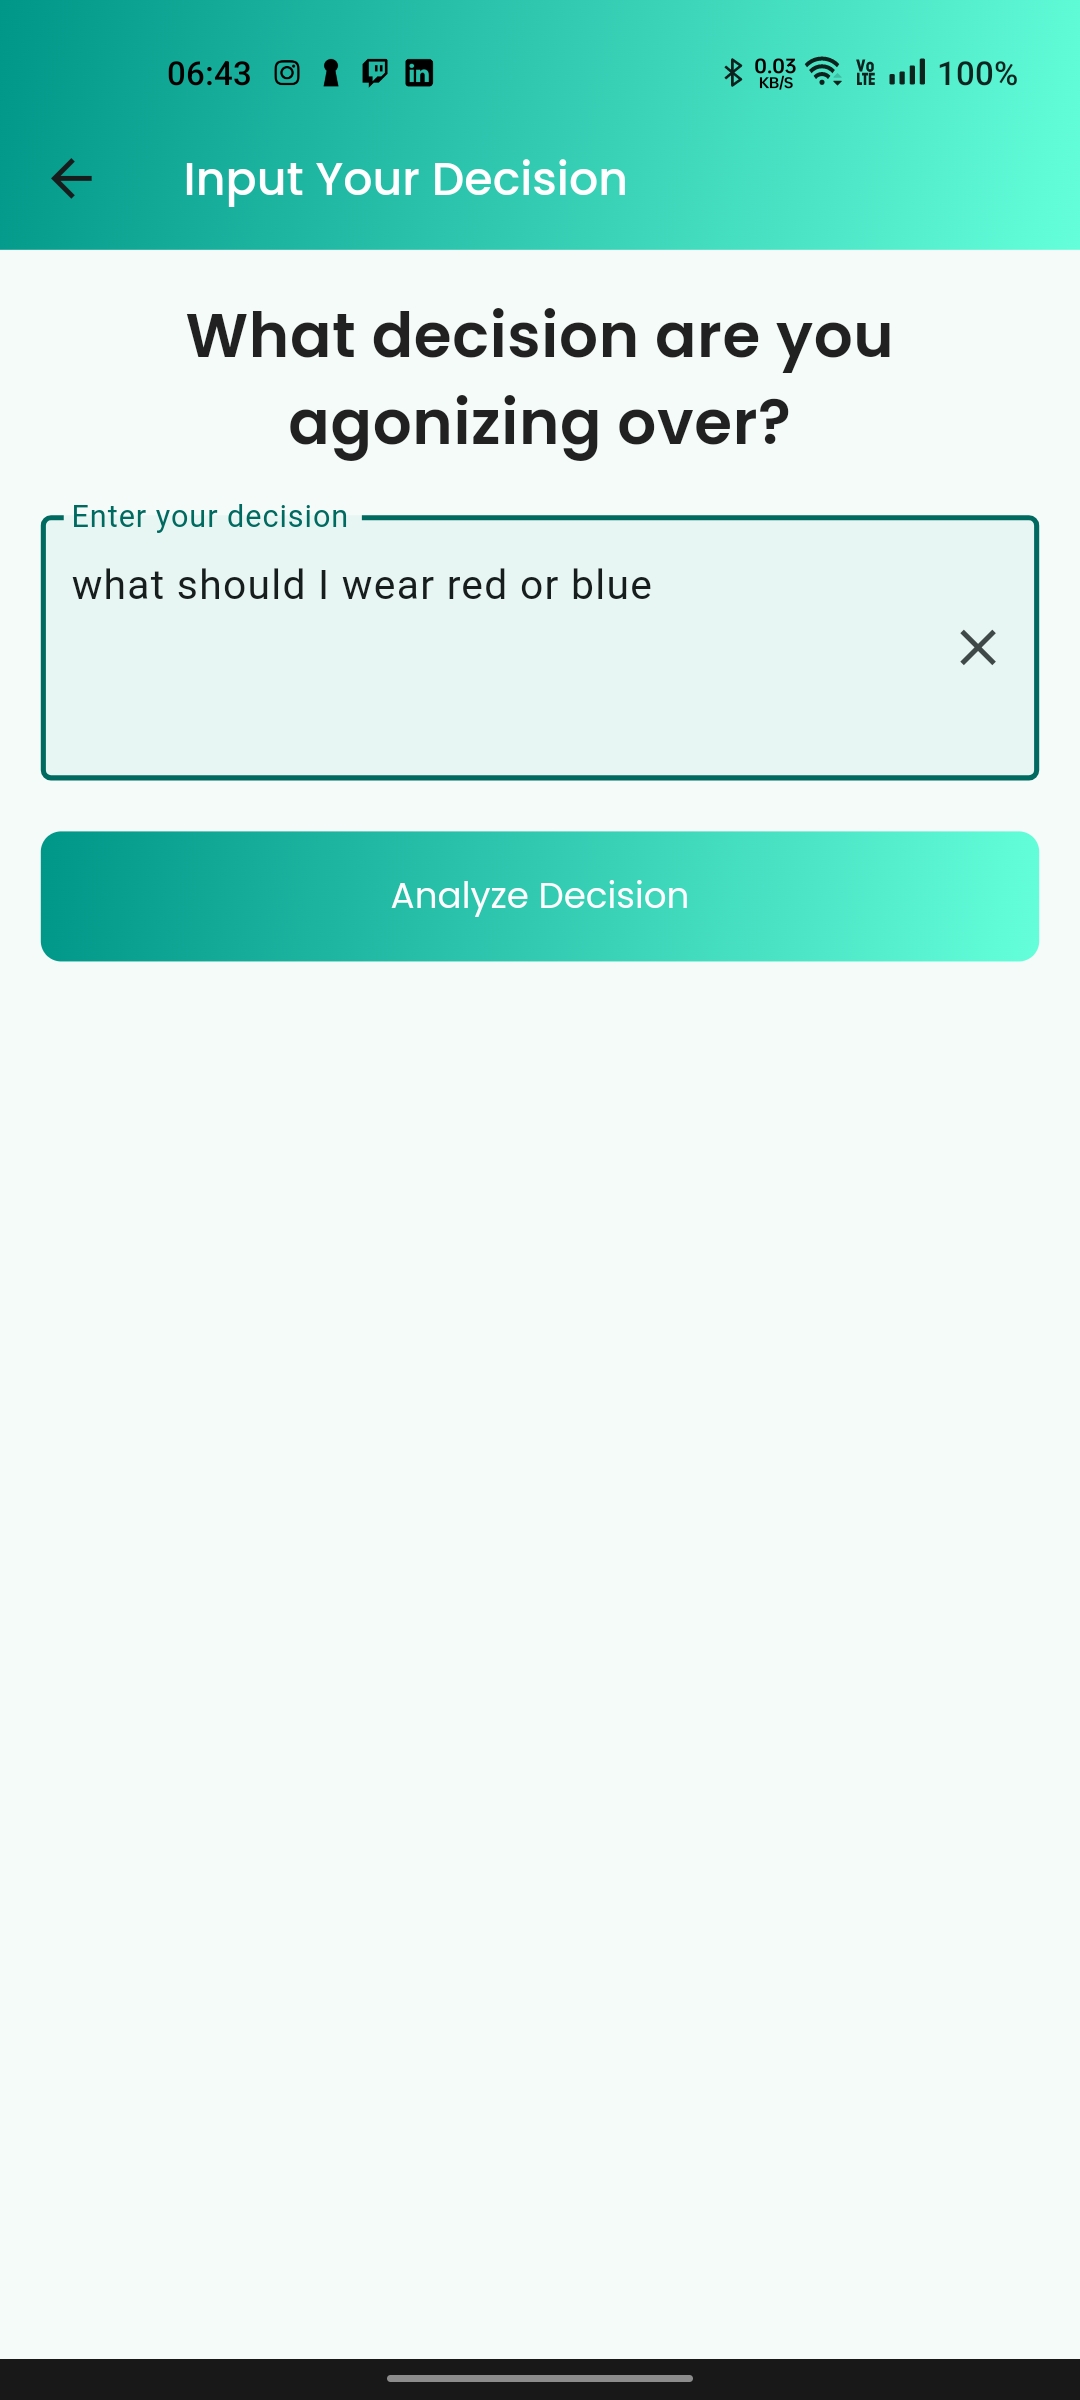 06:43
0.03
KB/S
Vo
LTE
100%
Input Your Decision
What decision are you
agonizing over?
Enter your decision
what should I wear red or blue
Analyze Decision